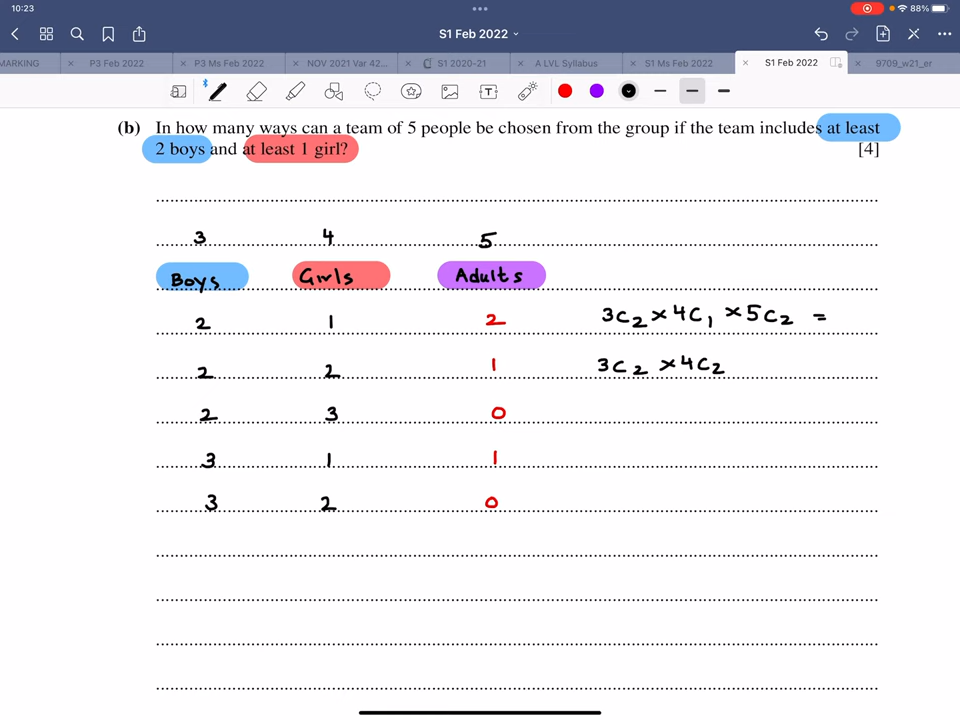 10:23
88%
S1 Feb 2022
MARKING P3 Feb 2022 P3 Ms Feb 2022 NOV 2021 Var 42... S1 2020-21 A LVL Syllabus S1 Ms Feb 2022 S1 Feb 2022 9709_w21_er
(b) In how many ways can a team of 5 people be chosen from the group if the team includes at least
2 boys and at least 1 girl? [4]
3 4 5
Boys Girls Adults
2 1 2 3C2 × 4C1 × 5C2 =
2 2 1 3C2 × 4C2
2 3 0
3 1 1
3 2 0